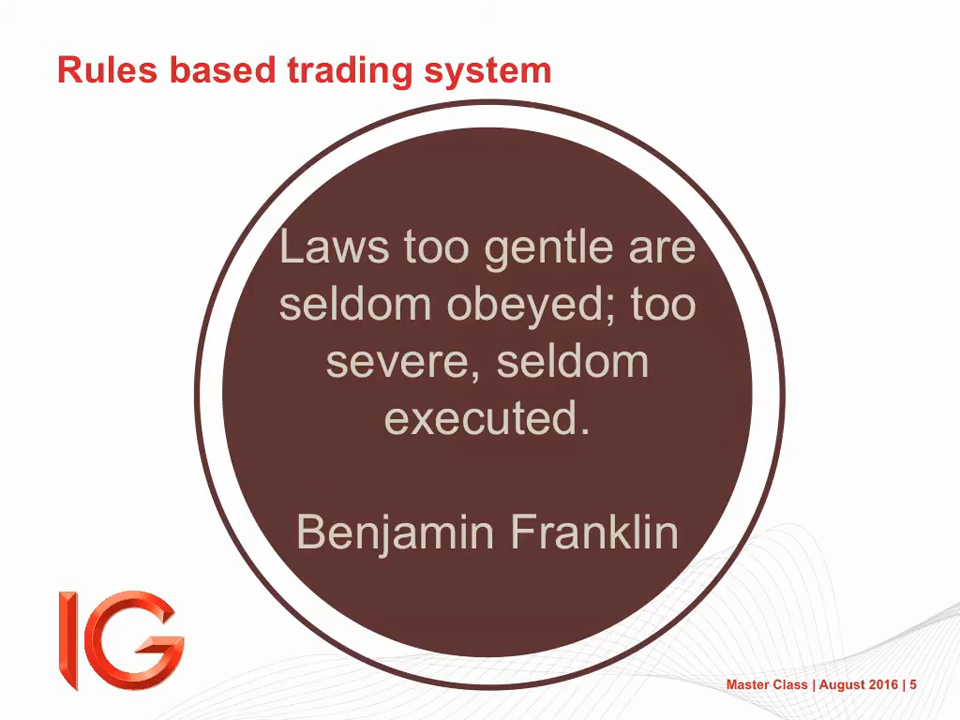 Rules based trading system
Laws too gentle are
seldom obeyed; too
severe, seldom
executed.
Benjamin Franklin
IG
Master Class | August 2016 | 5